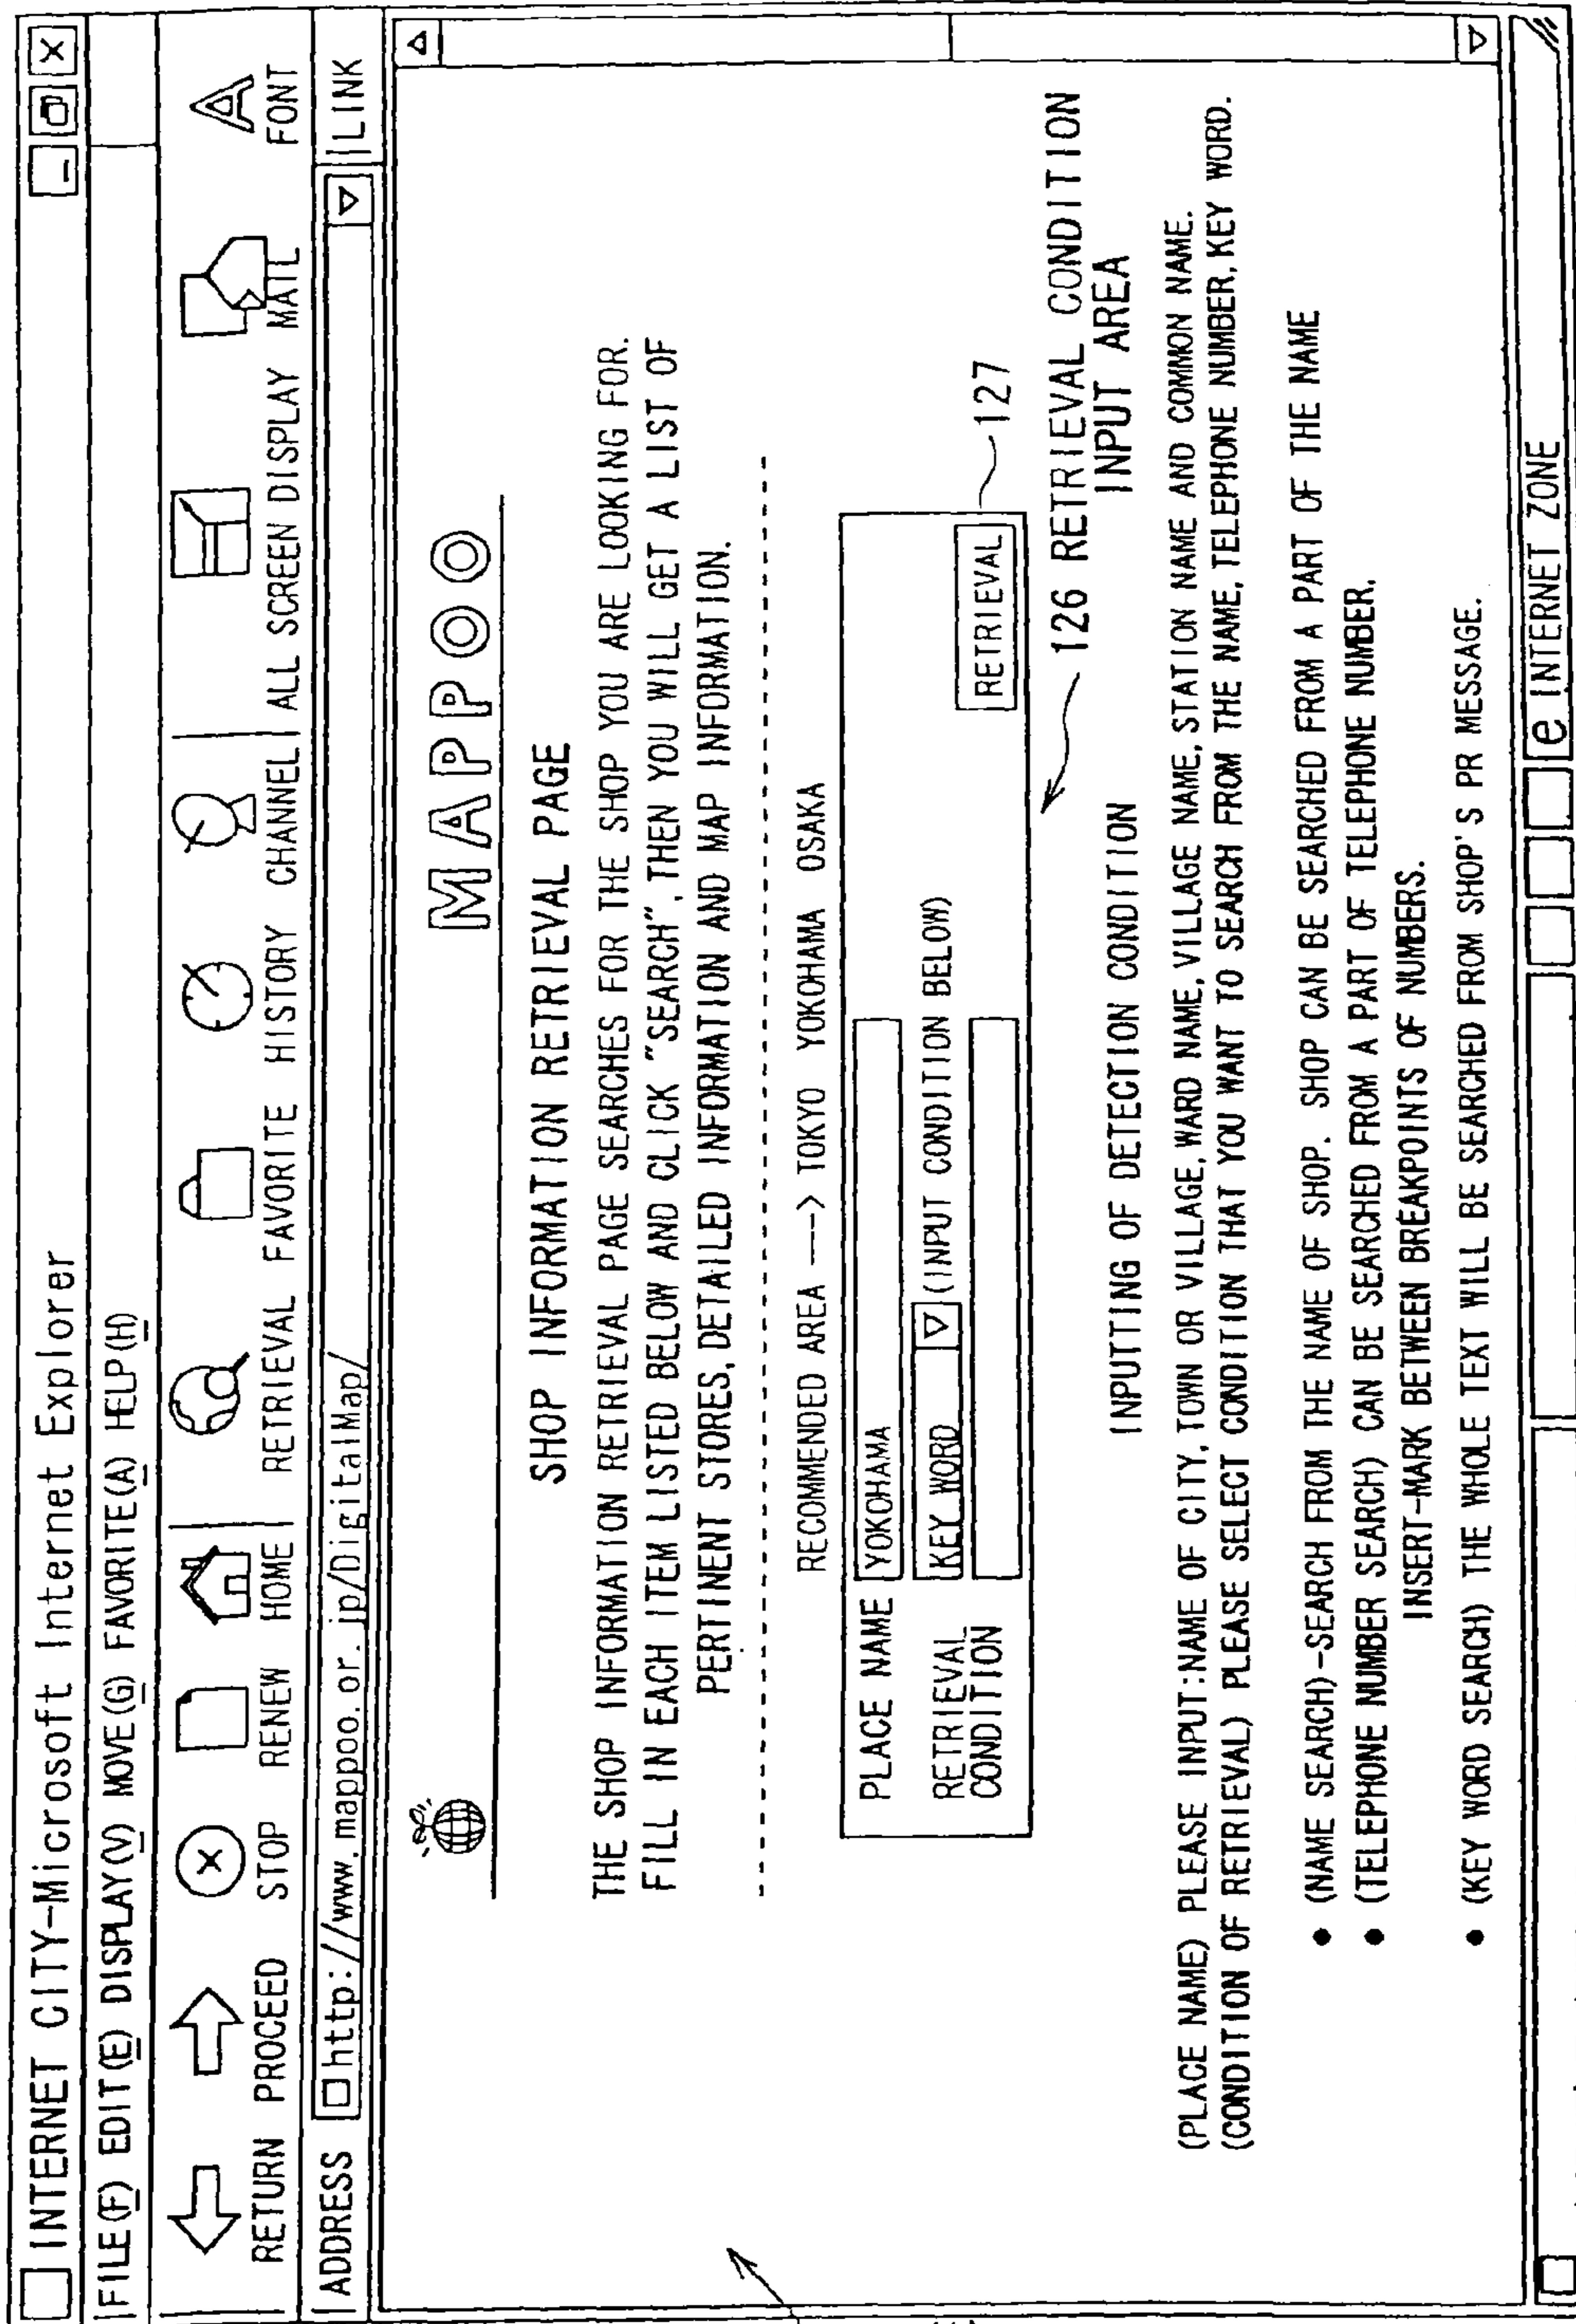 INTERNET CITY-Microsoft Internet Explorer
FILE(F) EDIT(E) DISPLAY(V) MOVE(G) FAVORITE(A) HELP(H)
RETURN PROCEED STOP RENEW HOME RETRIEVAL FAVORITE HISTORY CHANNEL ALL SCREEN DISPLAY MAIL FONT
ADDRESS http://www.mappoo.or.jp/DigitalMap/ LINK
MAPPOO
SHOP INFORMATION RETRIEVAL PAGE
THE SHOP INFORMATION RETRIEVAL PAGE SEARCHES FOR THE SHOP YOU ARE LOOKING FOR.
FILL IN EACH ITEM LISTED BELOW AND CLICK "SEARCH", THEN YOU WILL GET A LIST OF
PERTINENT STORES, DETAILED INFORMATION AND MAP INFORMATION.
RECOMMENDED AREA ---> TOKYO YOKOHAMA OSAKA
PLACE NAME YOKOHAMA
RETRIEVAL CONDITION KEY WORD (INPUT CONDITION BELOW)
RETRIEVAL 127
126 RETRIEVAL CONDITION
INPUT AREA
INPUTTING OF DETECTION CONDITION
(PLACE NAME) PLEASE INPUT:NAME OF CITY, TOWN OR VILLAGE, WARD NAME, VILLAGE NAME, STATION NAME AND COMMON NAME.
(CONDITION OF RETRIEVAL) PLEASE SELECT CONDITION THAT YOU WANT TO SEARCH FROM THE NAME, TELEPHONE NUMBER, KEY WORD.
• (NAME SEARCH)-SEARCH FROM THE NAME OF SHOP. SHOP CAN BE SEARCHED FROM A PART OF THE NAME
• (TELEPHONE NUMBER SEARCH) CAN BE SEARCHED FROM A PART OF TELEPHONE NUMBER.
INSERT-MARK BETWEEN BREAKPOINTS OF NUMBERS.
• (KEY WORD SEARCH) THE WHOLE TEXT WILL BE SEARCHED FROM SHOP'S PR MESSAGE.
e INTERNET ZONE